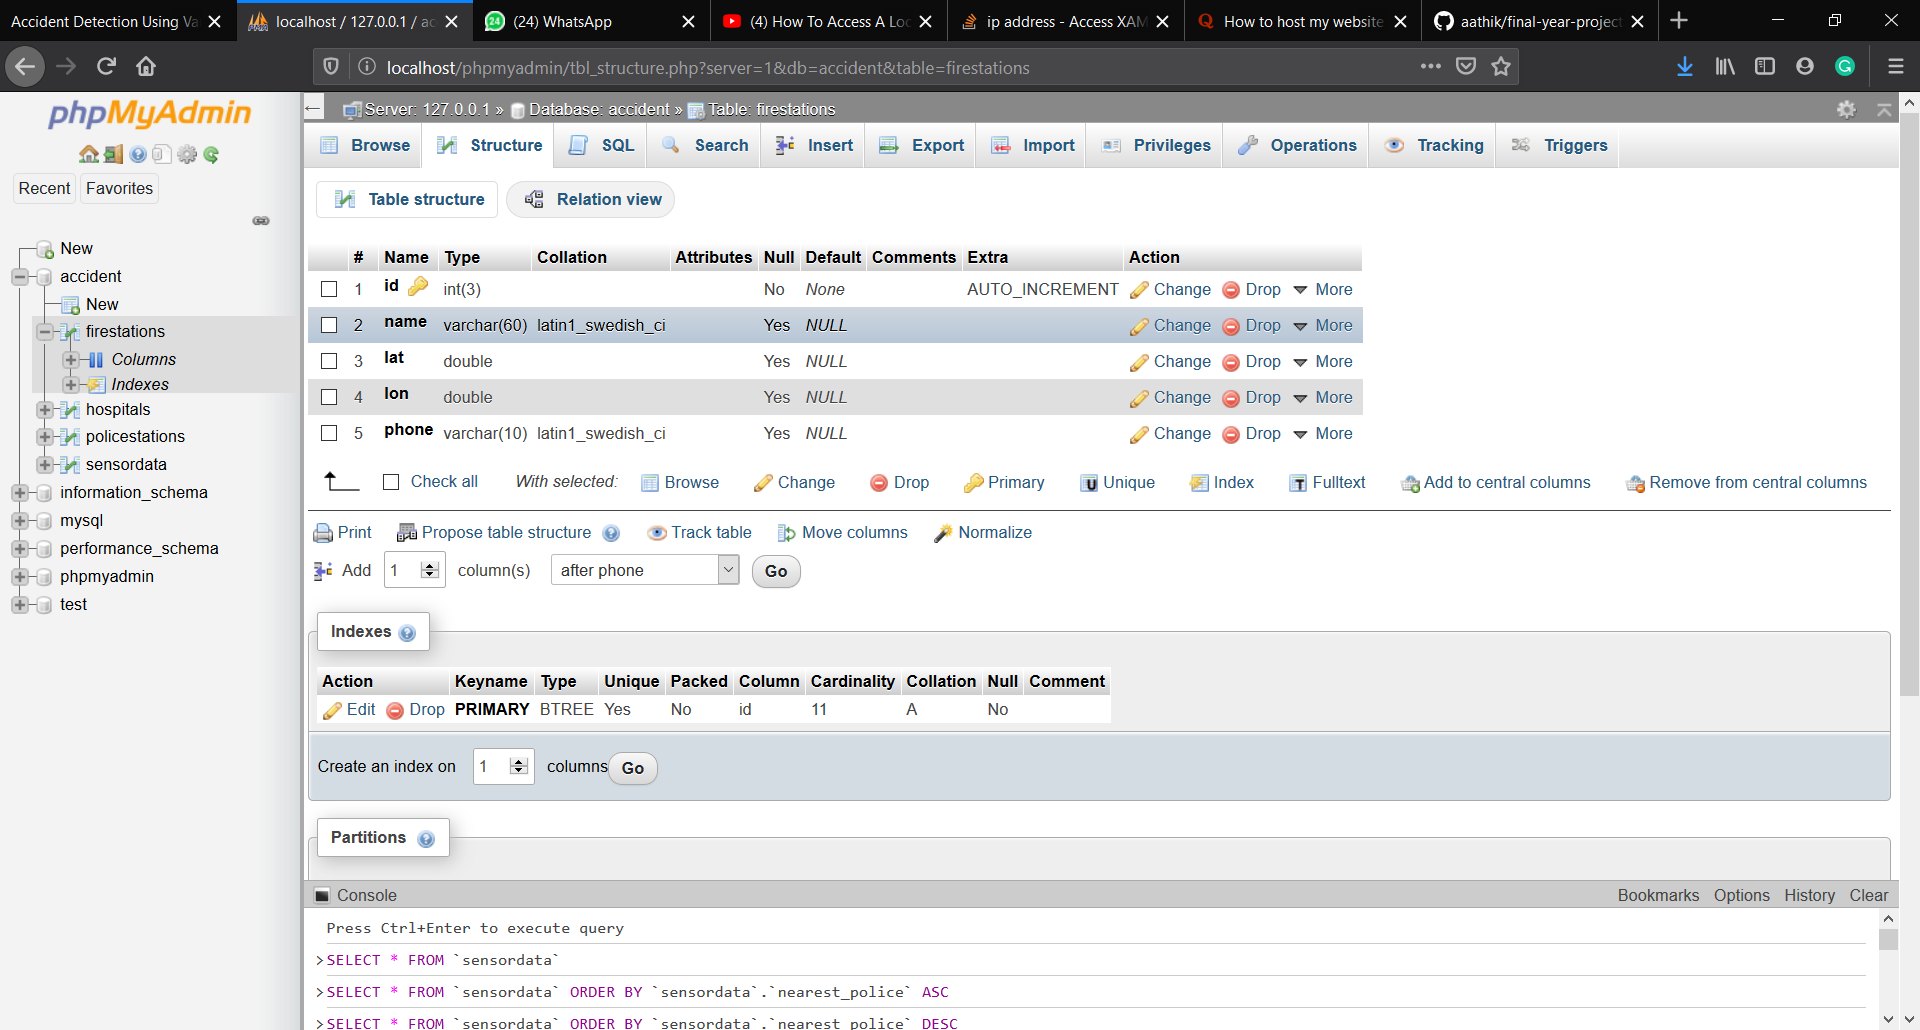 Accident Detection Using Va
localhost / 127.0.0.1 / ac
(24) WhatsApp
(4) How To Access A Loc
ip address - Access XAM
How to host my website
aathik/final-year-project
localhost/phpmyadmin/tbl_structure.php?server=1&db=accident&table=firestations
phpMyAdmin
Server: 127.0.0.1 » Database: accident » Table: firestations
Browse Structure SQL Search Insert Export Import Privileges Operations Tracking Triggers
Recent Favorites
New
accident
New
firestations
Columns
Indexes
hospitals
policestations
sensordata
information_schema
mysql
performance_schema
phpmyadmin
test
Table structure Relation view
# Name Type Collation Attributes Null Default Comments Extra Action
1 id int(3) No None AUTO_INCREMENT Change Drop More
2 name varchar(60) latin1_swedish_ci Yes NULL Change Drop More
3 lat double Yes NULL Change Drop More
4 lon double Yes NULL Change Drop More
5 phone varchar(10) latin1_swedish_ci Yes NULL Change Drop More
Check all With selected: Browse Change Drop Primary Unique Index Fulltext Add to central columns Remove from central columns
Print Propose table structure Track table Move columns Normalize
Add 1 column(s) after phone Go
Indexes
Action Keyname Type Unique Packed Column Cardinality Collation Null Comment
Edit Drop PRIMARY BTREE Yes No id 11 A No
Create an index on 1 columns Go
Partitions
Console Bookmarks Options History Clear
Press Ctrl+Enter to execute query
>SELECT * FROM `sensordata`
>SELECT * FROM `sensordata` ORDER BY `sensordata`.`nearest_police` ASC
>SELECT * FROM `sensordata` ORDER BY `sensordata`.`nearest_police` DESC